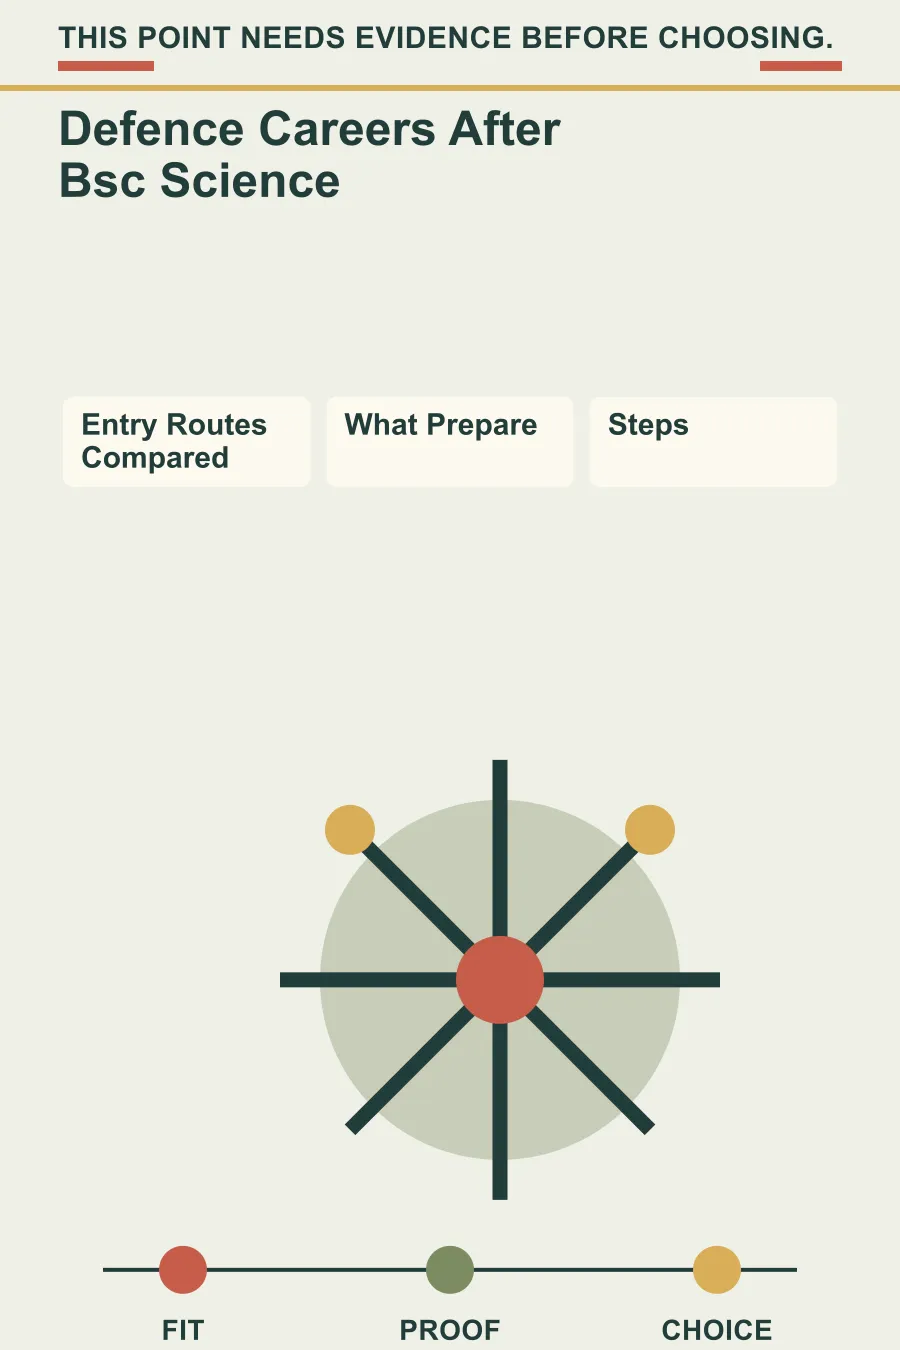 THIS POINT NEEDS EVIDENCE BEFORE CHOOSING.
Defence Careers After
Bsc Science
Entry Routes
Compared
What Prepare
Steps
FIT
PROOF
CHOICE